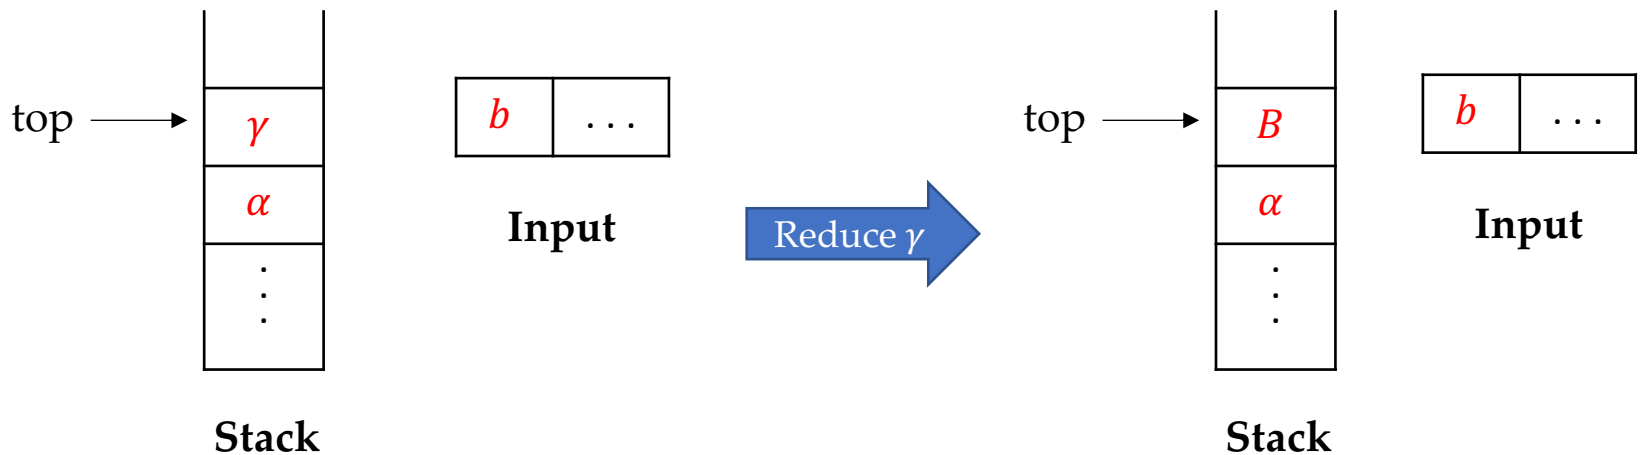 top
γ
α
.
.
.
Stack
b
. . .
Input
Reduce γ
top
B
α
.
.
.
Stack
b
. . .
Input